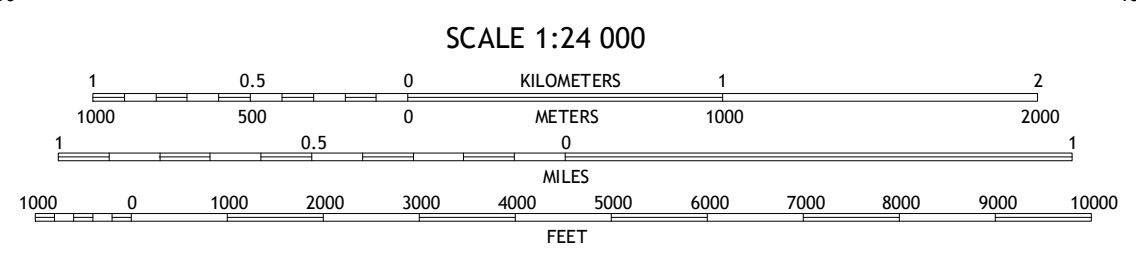 SCALE 1:24 000
1 0.5 0 KILOMETERS 1 2
1000 500 0 METERS 1000 2000
1 0.5 0 1
MILES
1000 0 1000 2000 3000 4000 5000 6000 7000 8000 9000 10000
FEET